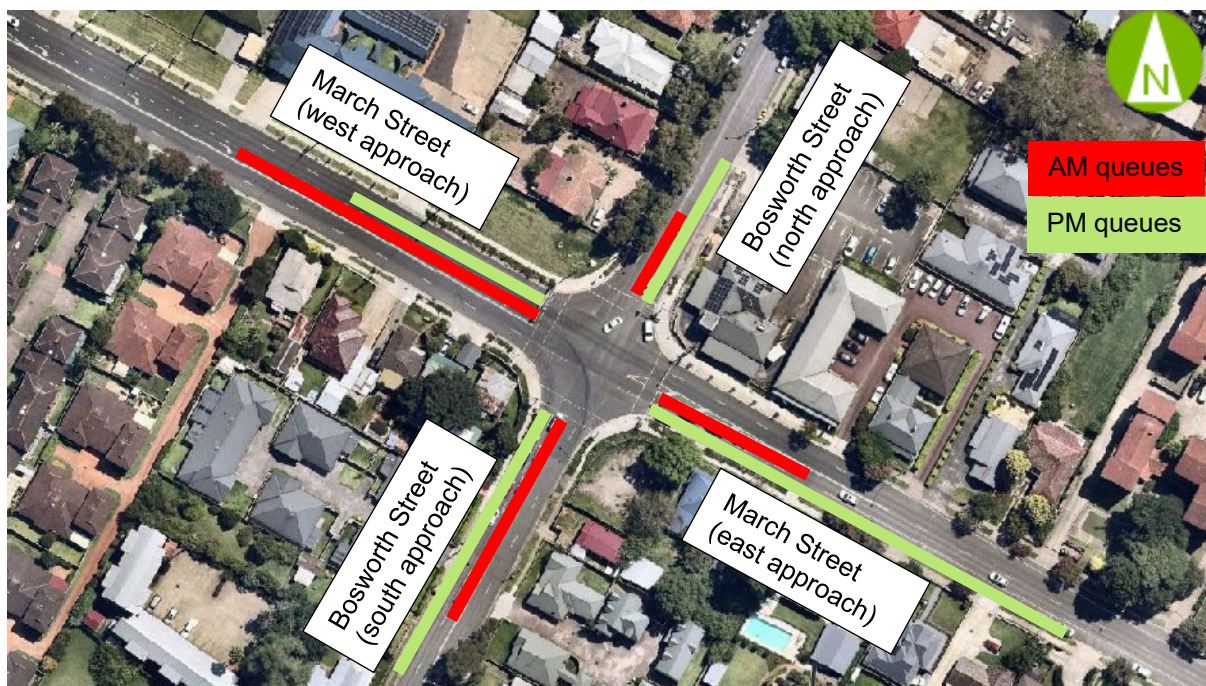 March Street
(west approach)
Bosworth Street
(north approach)
N
AM queues
PM queues
Bosworth Street
(south approach)
March Street
(east approach)